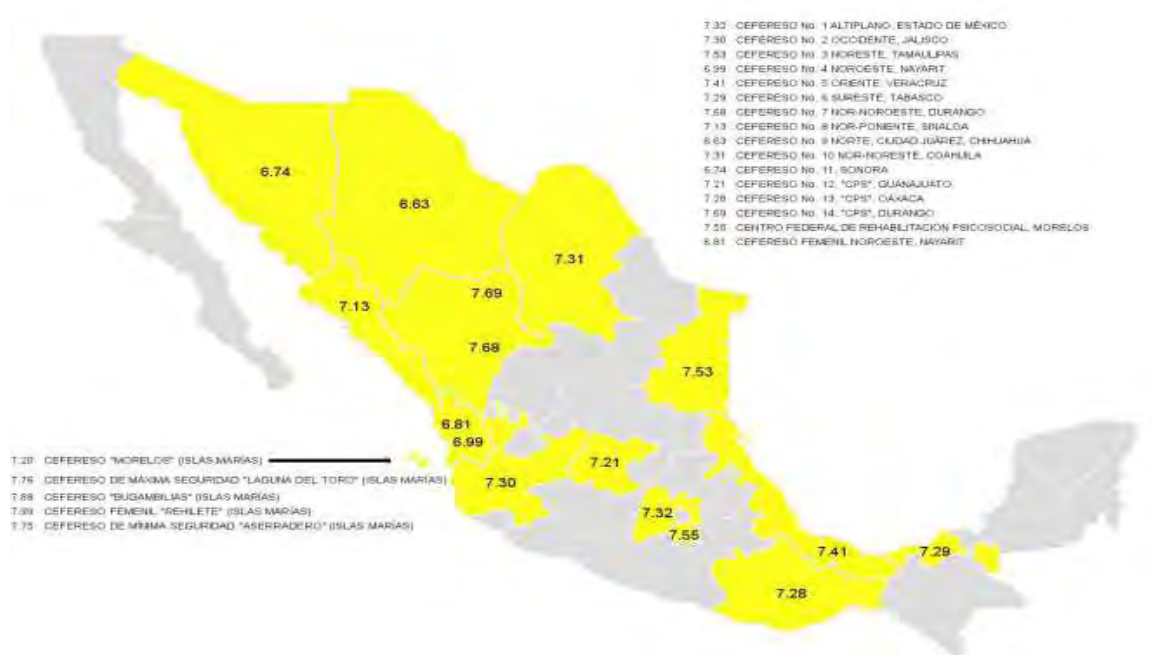 7.32 CEFERESO No. 1 ALTIPLANO, ESTADO DE MÉXICO
7.30 CEFERESO No. 2 OCCIDENTE, JALISCO
7.53 CEFERESO No. 3 NORESTE, TAMAULIPAS
6.99 CEFERESO No. 4 NOROESTE, NAYARIT
7.41 CEFERESO No. 5 ORIENTE, VERACRUZ
7.29 CEFERESO No. 6 SURESTE, TABASCO
7.68 CEFERESO No. 7 NOR-NOROESTE, DURANGO
7.13 CEFERESO No. 8 NOR-PONIENTE, SINALOA
6.63 CEFERESO No. 9 NORTE, CIUDAD JUÁREZ, CHIHUAHUA
7.31 CEFERESO No. 10 NOR-NORESTE, COAHUILA
6.74 CEFERESO No. 11, SONORA
7.21 CEFERESO No. 12, "CPS", GUANAJUATO
7.28 CEFERESO No. 13, "CPS", OAXACA
7.69 CEFERESO No. 14, "CPS", DURANGO
7.55 CENTRO FEDERAL DE REHABILITACIÓN PSICOSOCIAL, MORELOS
6.81 CEFERESO FEMENIL NOROESTE, NAYARIT
6.74
6.63
7.31
7.69
7.13
7.68
7.53
6.81
6.99
7.20 CEFERESO "MORELOS" (ISLAS MARÍAS)
7.76 CEFERESO DE MÁXIMA SEGURIDAD "LAGUNA DEL TORO" (ISLAS MARÍAS)
7.88 CEFERESO "BUGAMBILIAS" (ISLAS MARÍAS)
7.99 CEFERESO FEMENIL "REHILETE" (ISLAS MARÍAS)
7.75 CEFERESO DE MÍNIMA SEGURIDAD "ASERRADERO" (ISLAS MARÍAS)
7.21
7.30
7.32
7.55
7.41
7.29
7.28